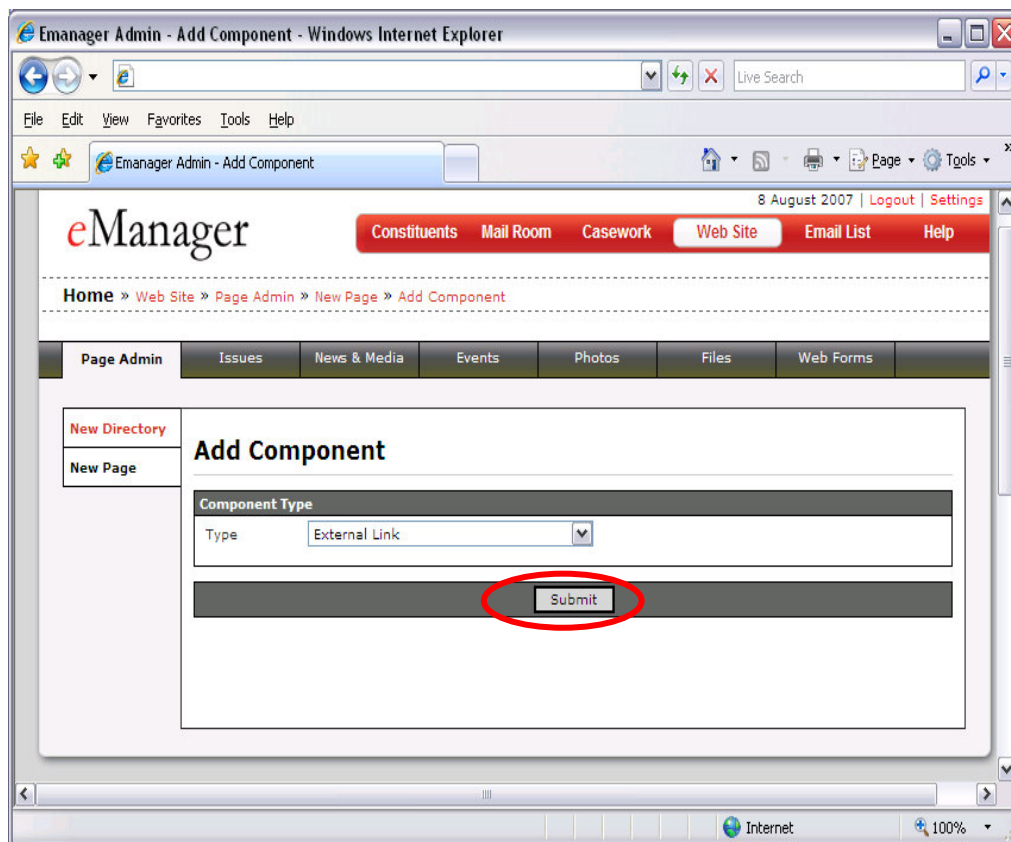 Emanager Admin - Add Component - Windows Internet Explorer
Live Search
File Edit View Favorites Tools Help
Emanager Admin - Add Component
Page Tools »
8 August 2007 | Logout | Settings
eManager
Constituents Mail Room Casework Web Site Email List Help
Home » Web Site » Page Admin » New Page » Add Component
Page Admin Issues News & Media Events Photos Files Web Forms
New Directory
New Page
Add Component
Component Type
Type External Link
Submit
Internet 100%